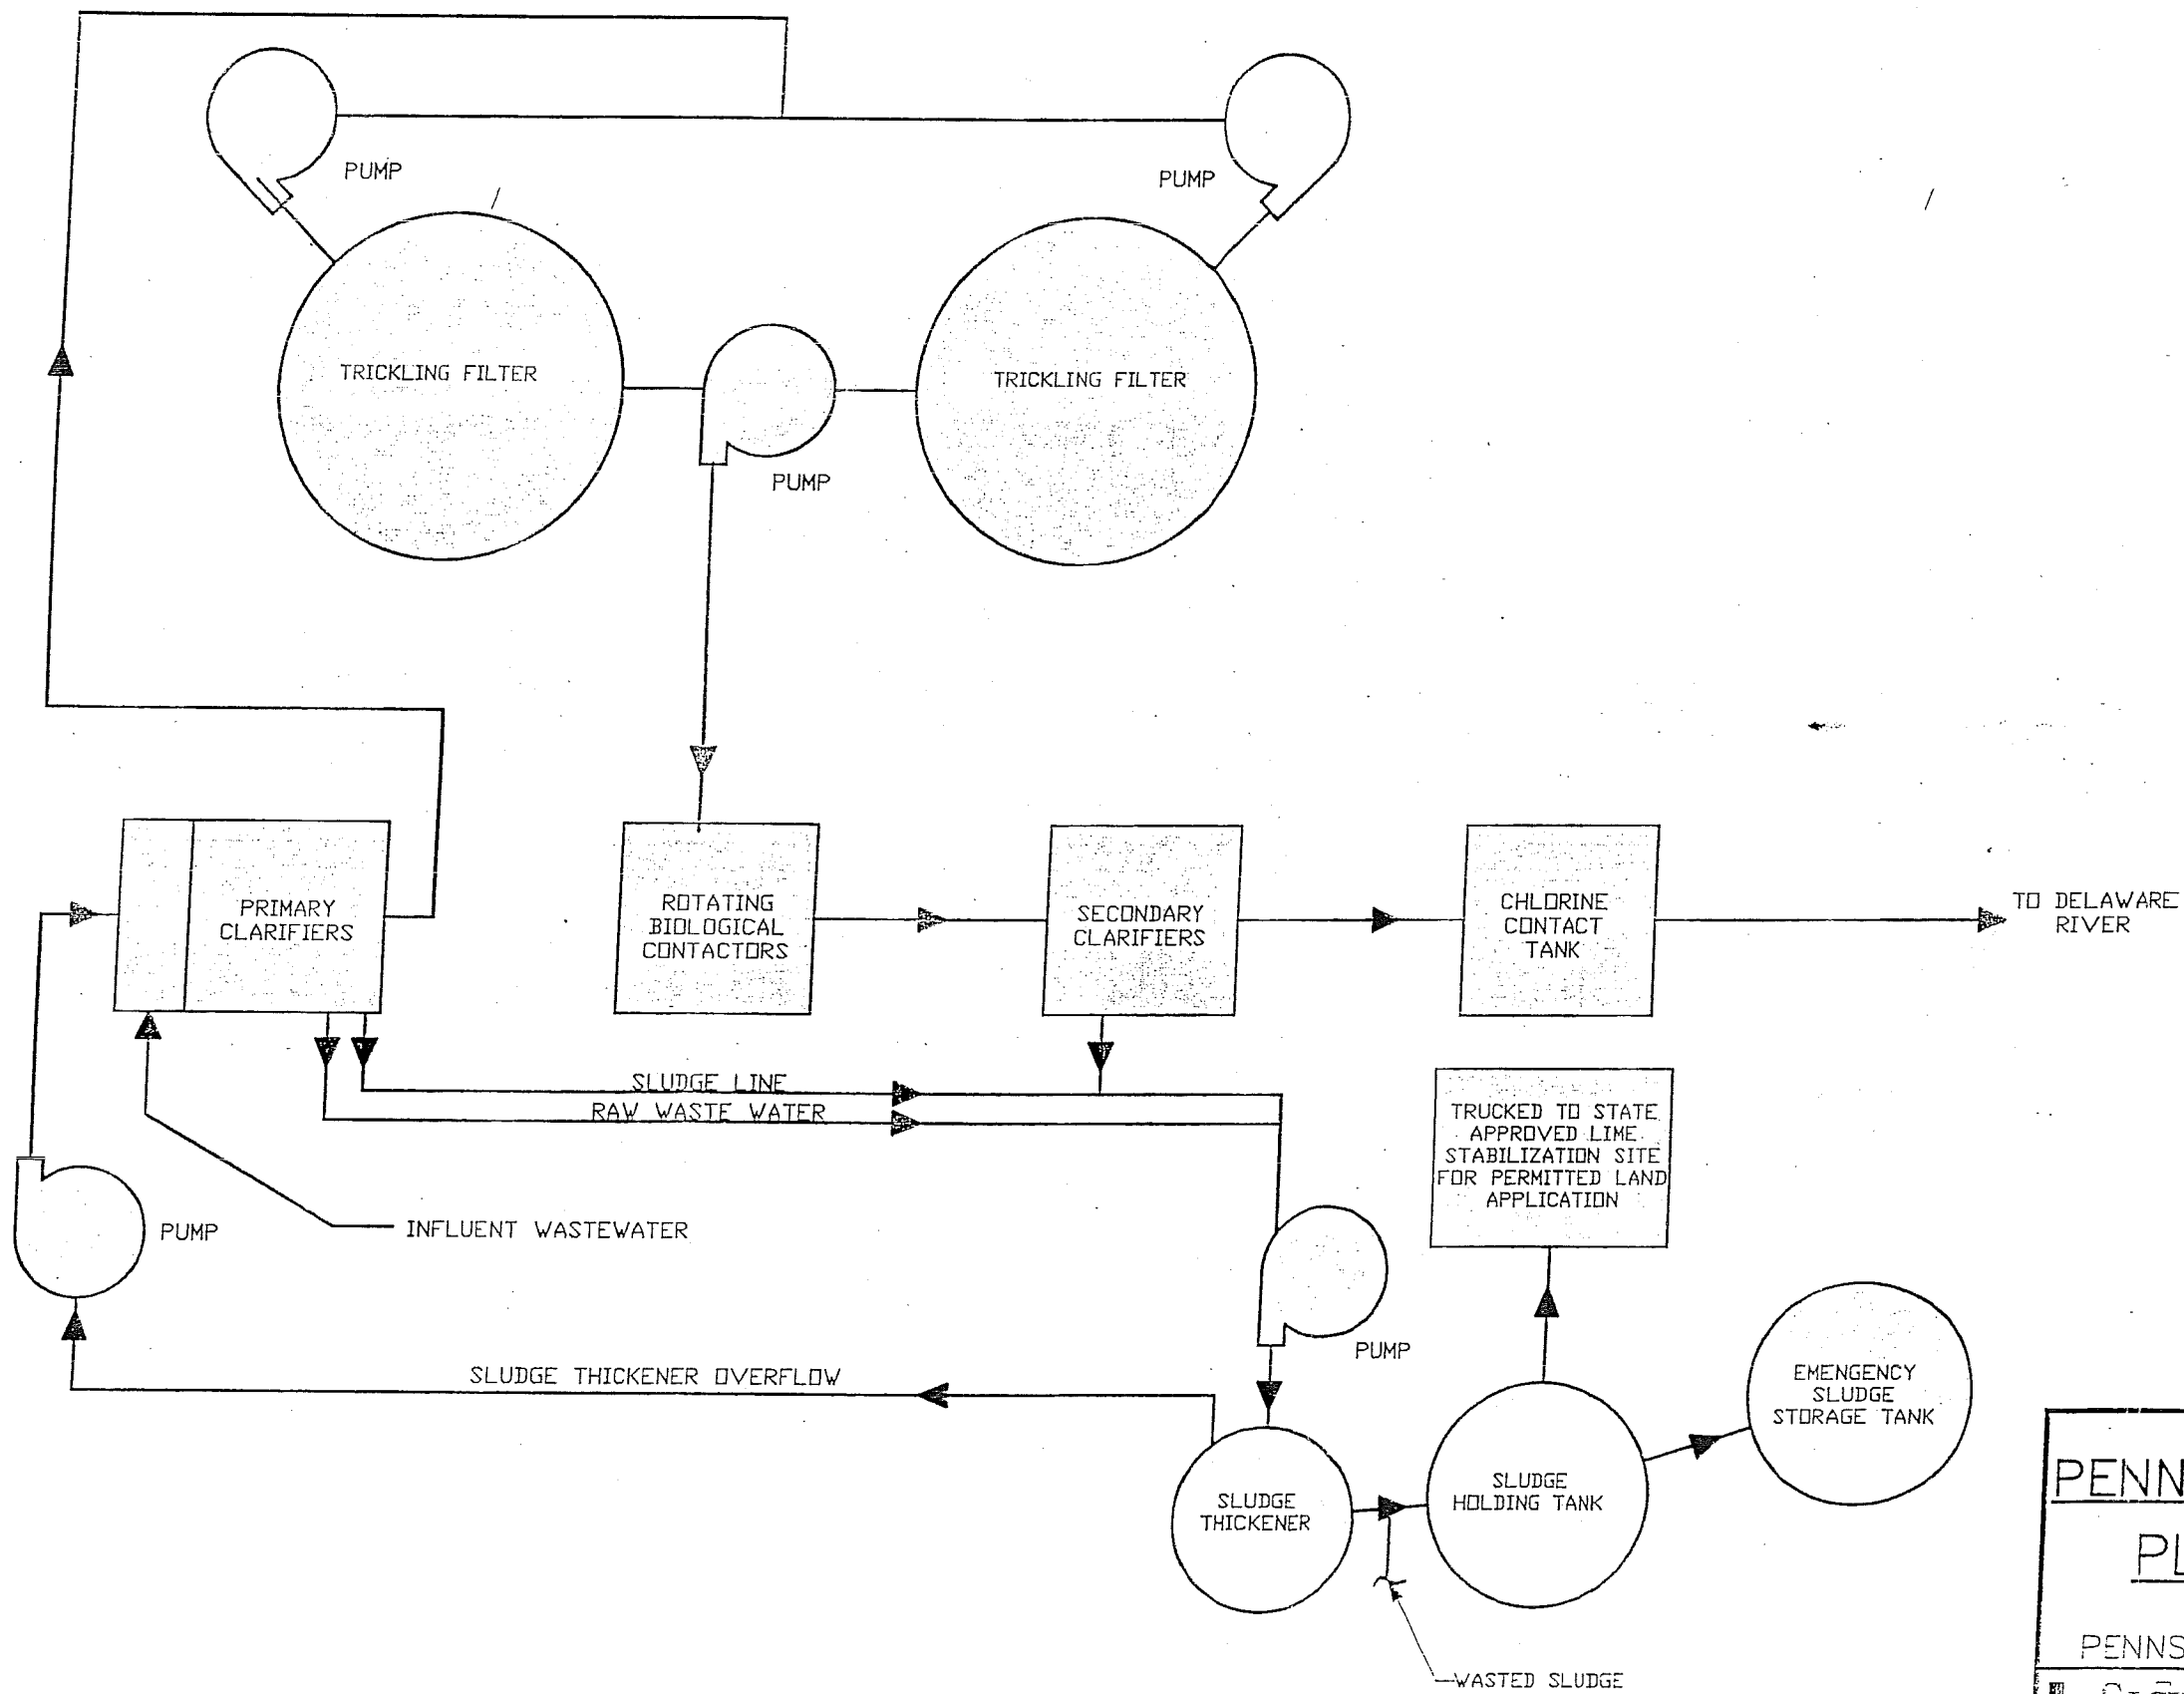 PUMP
PUMP
TRICKLING FILTER
TRICKLING FILTER
PUMP
PRIMARY
CLARIFIERS
ROTATING
BIOLOGICAL
CONTACTORS
SECONDARY
CLARIFIERS
CHLORINE
CONTACT
TANK
TO DELAWARE
RIVER
SLUDGE LINE
RAW WASTE WATER
TRUCKED TO STATE
APPROVED LIME
STABILIZATION SITE
FOR PERMITTED LAND
APPLICATION
PUMP
INFLUENT WASTEWATER
PUMP
SLUDGE THICKENER OVERFLOW
EMENGENCY
SLUDGE
STORAGE TANK
SLUDGE
HOLDING TANK
SLUDGE
THICKENER
WASTED SLUDGE
PENN
PL
PENNS